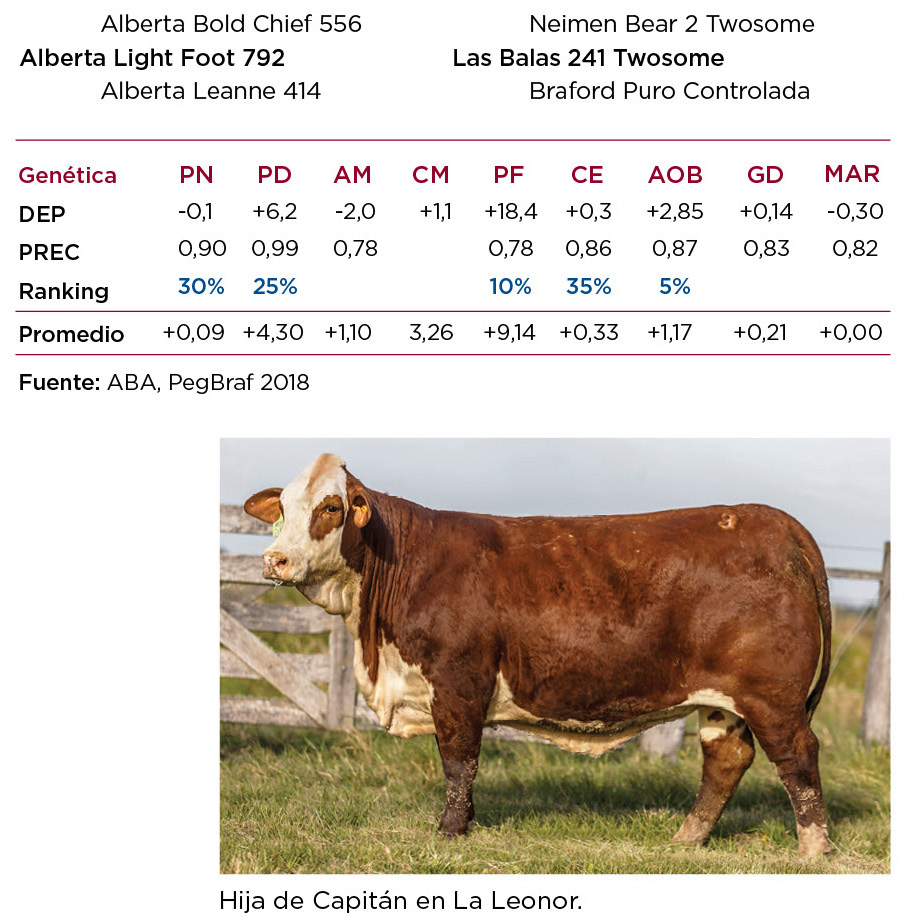 Alberta Bold Chief 556 Neimen Bear 2 Twosome
Alberta Light Foot 792 Las Balas 241 Twosome
Alberta Leanne 414 Braford Puro Controlada
Genética PN PD AM CM PF CE AOB GD MAR
DEP -0,1 +6,2 -2,0 +1,1 +18,4 +0,3 +2,85 +0,14 -0,30
PREC 0,90 0,99 0,78 0,78 0,86 0,87 0,83 0,82
Ranking 30% 25% 10% 35% 5%
Promedio +0,09 +4,30 +1,10 3,26 +9,14 +0,33 +1,17 +0,21 +0,00
Fuente: ABA, PegBraf 2018
Hija de Capitán en La Leonor.